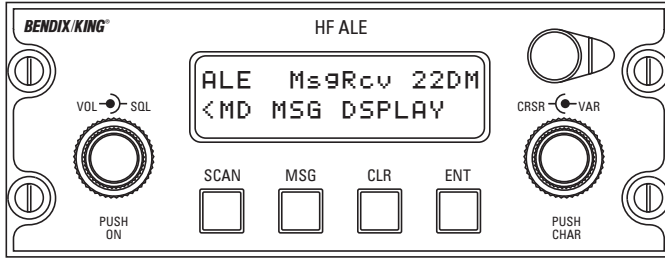 BENDIX/KING®
HF ALE
ALE MsgRcv 22DM
<MD MSG DISPLAY
VOL SQL
CRSR VAR
SCAN MSG CLR ENT
PUSH
ON
PUSH
CHAR